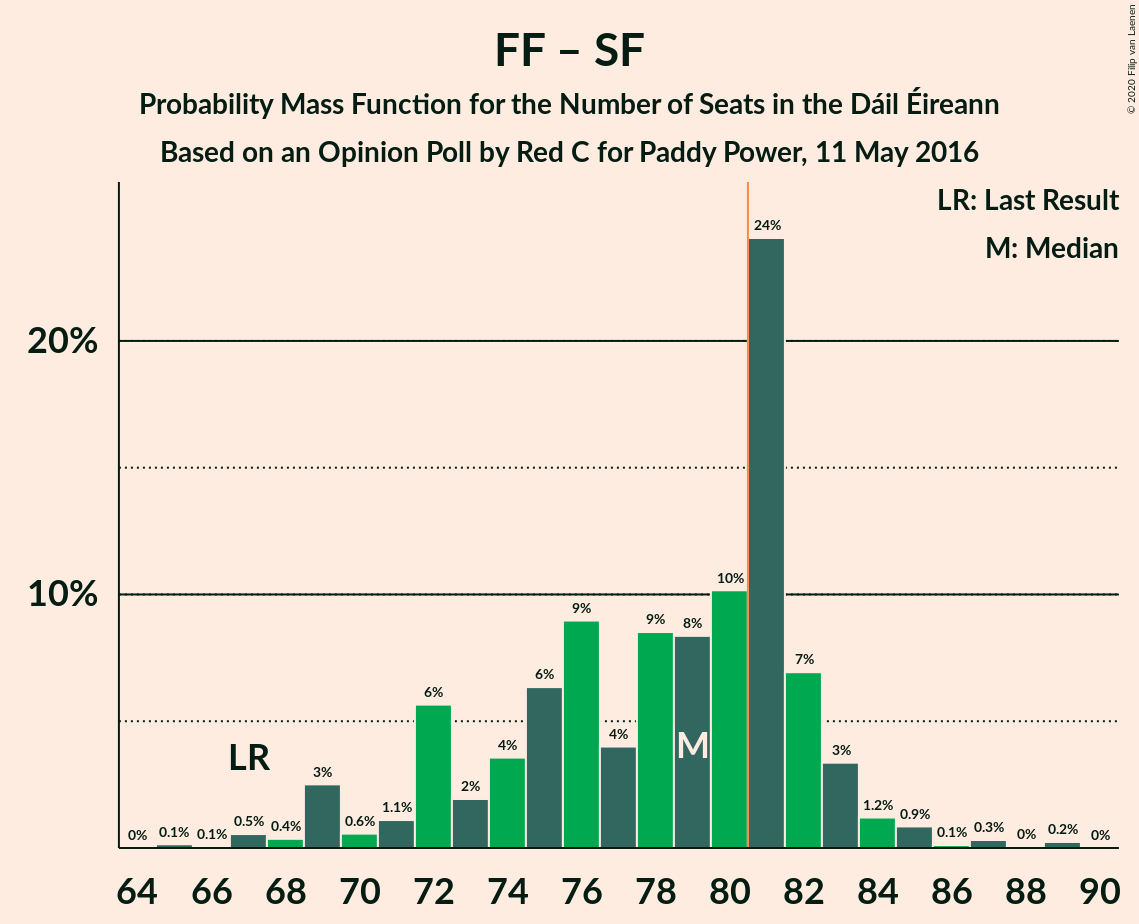 FF – SF
Probability Mass Function for the Number of Seats in the Dáil Éireann
Based on an Opinion Poll by Red C for Paddy Power, 11 May 2016
© 2020 Filip van Laenen
LR: Last Result
M: Median
20%
10%
0% 0.1% 0.1% 0.5% 0.4% 3% 0.6% 1.1% 6% 2% 4% 6% 9% 4% 9% 8% 10% 24% 7% 3% 1.2% 0.9% 0.1% 0.3% 0% 0.2% 0%
LR
M
64 66 68 70 72 74 76 78 80 82 84 86 88 90